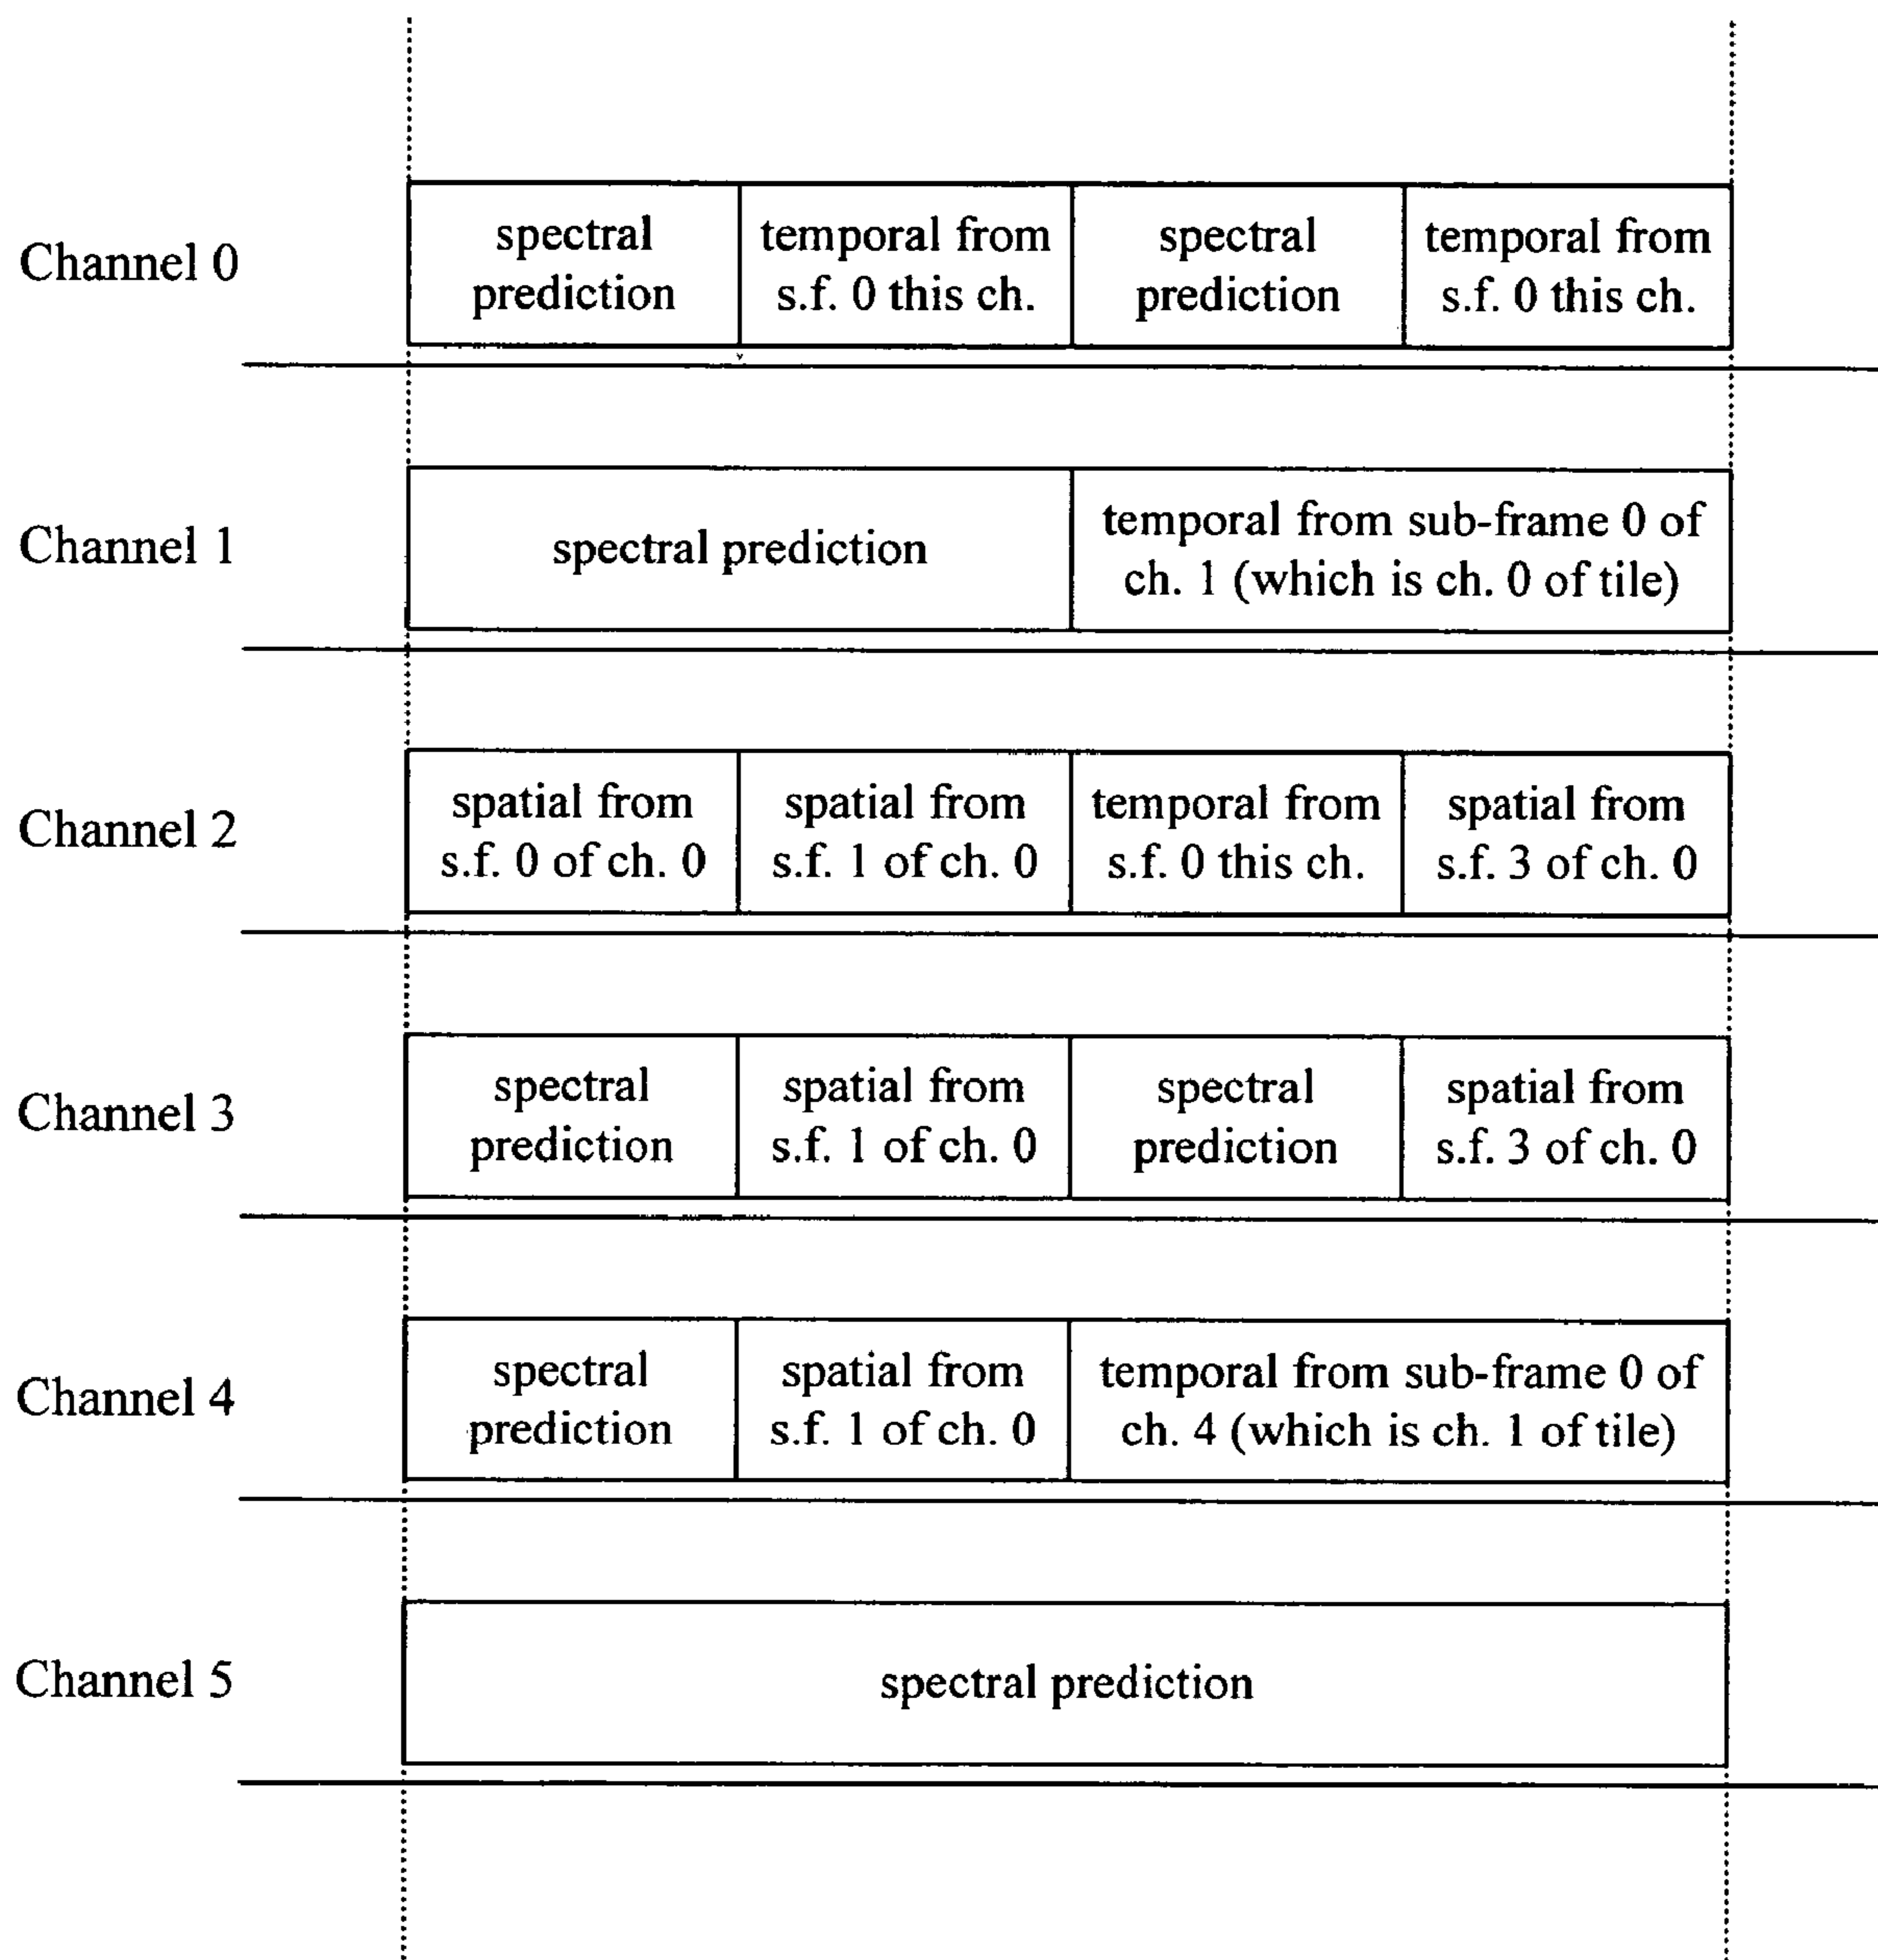 Channel 0
spectral
prediction
temporal from
s.f. 0 this ch.
spectral
prediction
temporal from
s.f. 0 this ch.
Channel 1
spectral prediction
temporal from sub-frame 0 of
ch. 1 (which is ch. 0 of tile)
Channel 2
spatial from
s.f. 0 of ch. 0
spatial from
s.f. 1 of ch. 0
temporal from
s.f. 0 this ch.
spatial from
s.f. 3 of ch. 0
Channel 3
spectral
prediction
spatial from
s.f. 1 of ch. 0
spectral
prediction
spatial from
s.f. 3 of ch. 0
Channel 4
spectral
prediction
spatial from
s.f. 1 of ch. 0
temporal from sub-frame 0 of
ch. 4 (which is ch. 1 of tile)
Channel 5
spectral prediction